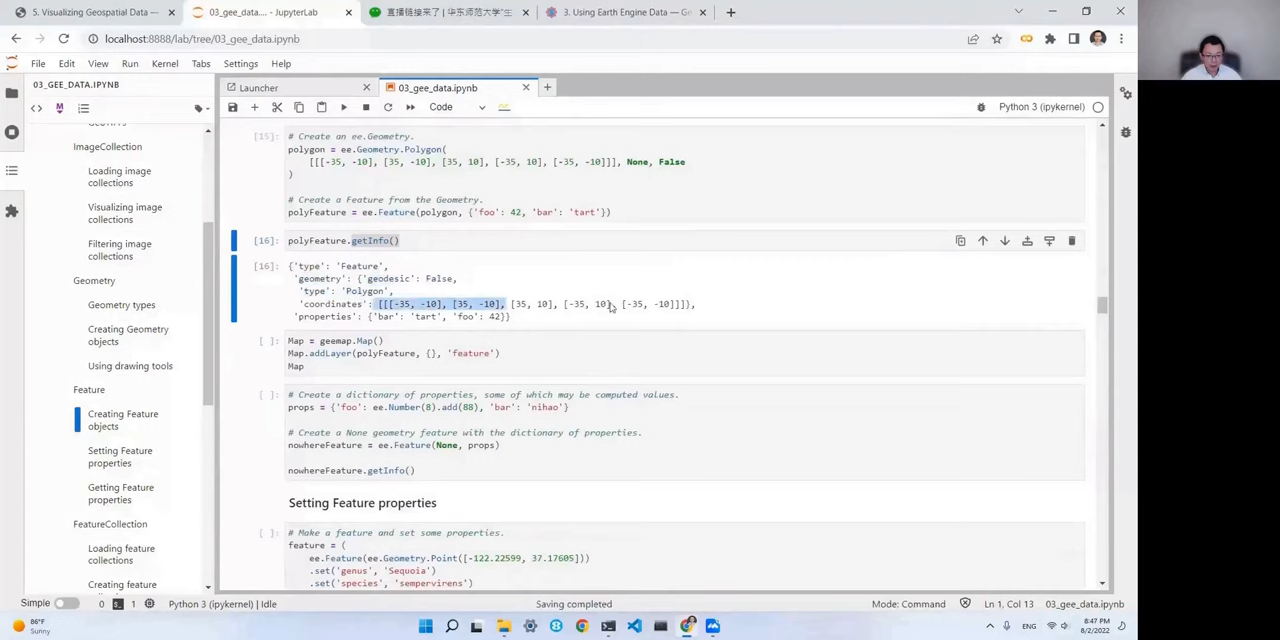 5. Visualizing Geospatial Data —
03_gee_data.... - JupyterLab
直播链接来了 | 华东师范大学"生
3. Using Earth Engine Data — Ge
localhost:8888/lab/tree/03_gee_data.ipynb
File Edit View Run Kernel Tabs Settings Help
03_GEE_DATA.IPYNB
Launcher
03_gee_data.ipynb
Code
Python 3 (ipykernel)
ImageCollection
Loading image
collections
Visualizing image
collections
Filtering image
collections
Geometry
Geometry types
Creating Geometry
objects
Using drawing tools
Feature
Creating Feature
objects
Setting Feature
properties
Getting Feature
properties
FeatureCollection
Loading feature
collections
Creating feature
[15]: # Create an ee.Geometry.
polygon = ee.Geometry.Polygon(
[[[-35, -10], [35, -10], [35, 10], [-35, 10], [-35, -10]]], None, False
)
# Create a Feature from the Geometry.
polyFeature = ee.Feature(polygon, {'foo': 42, 'bar': 'tart'})
[16]: polyFeature.getInfo()
[16]: {'type': 'Feature',
'geometry': {'geodesic': False,
'type': 'Polygon',
'coordinates': [[[-35, -10], [35, -10], [35, 10], [-35, 10], [-35, -10]]]},
'properties': {'bar': 'tart', 'foo': 42}}
[ ]: Map = geemap.Map()
Map.addLayer(polyFeature, {}, 'feature')
Map
[ ]: # Create a dictionary of properties, some of which may be computed values.
props = {'foo': ee.Number(8).add(88), 'bar': 'nihao'}
# Create a None geometry feature with the dictionary of properties.
nowhereFeature = ee.Feature(None, props)
nowhereFeature.getInfo()
Setting Feature properties
[ ]: # Make a feature and set some properties.
feature = (
ee.Feature(ee.Geometry.Point([-122.22599, 37.17605]))
.set('genus', 'Sequoia')
.set('species', 'sempervirens')
Simple 0 1 Python 3 (ipykernel) | Idle Saving completed Mode: Command Ln 1, Col 13 03_gee_data.ipynb
86°F
Sunny
ENG
8:47 PM
8/2/2022